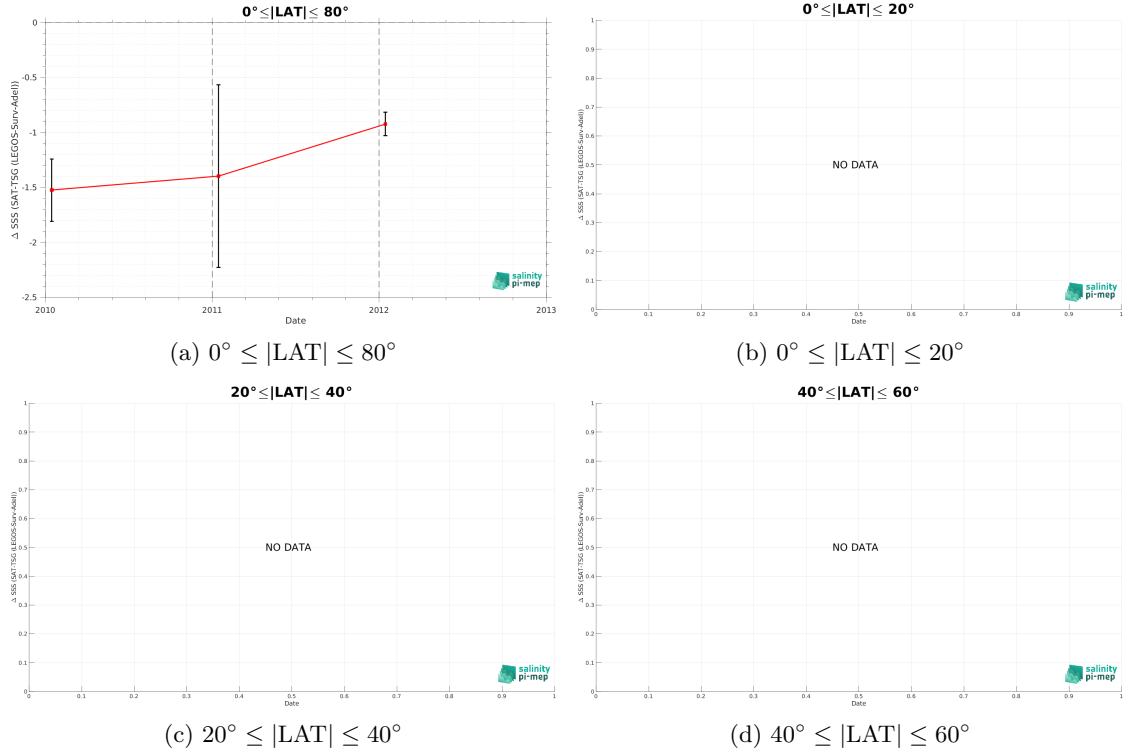 0°≤|LAT|≤ 80°
0
-0.5
-1
-1.5
-2
-2.5
Δ SSS (SAT-TSG (LEGOS-Surv-Adel))
2010
2011
2012
2013
Date
salinity
pi-mep
(a) 0° ≤ |LAT| ≤ 80°
0°≤|LAT|≤ 20°
1
0.9
0.8
0.7
0.6
0.5
0.4
0.3
0.2
0.1
0
Δ SSS (SAT-TSG (LEGOS-Surv-Adel))
NO DATA
0 0.1 0.2 0.3 0.4 0.5 0.6 0.7 0.8 0.9 1
Date
salinity
pi-mep
(b) 0° ≤ |LAT| ≤ 20°
20°≤|LAT|≤ 40°
1
0.9
0.8
0.7
0.6
0.5
0.4
0.3
0.2
0.1
0
Δ SSS (SAT-TSG (LEGOS-Surv-Adel))
NO DATA
0 0.1 0.2 0.3 0.4 0.5 0.6 0.7 0.8 0.9 1
Date
salinity
pi-mep
(c) 20° ≤ |LAT| ≤ 40°
40°≤|LAT|≤ 60°
1
0.9
0.8
0.7
0.6
0.5
0.4
0.3
0.2
0.1
0
Δ SSS (SAT-TSG (LEGOS-Surv-Adel))
NO DATA
0 0.1 0.2 0.3 0.4 0.5 0.6 0.7 0.8 0.9 1
Date
salinity
pi-mep
(d) 40° ≤ |LAT| ≤ 60°